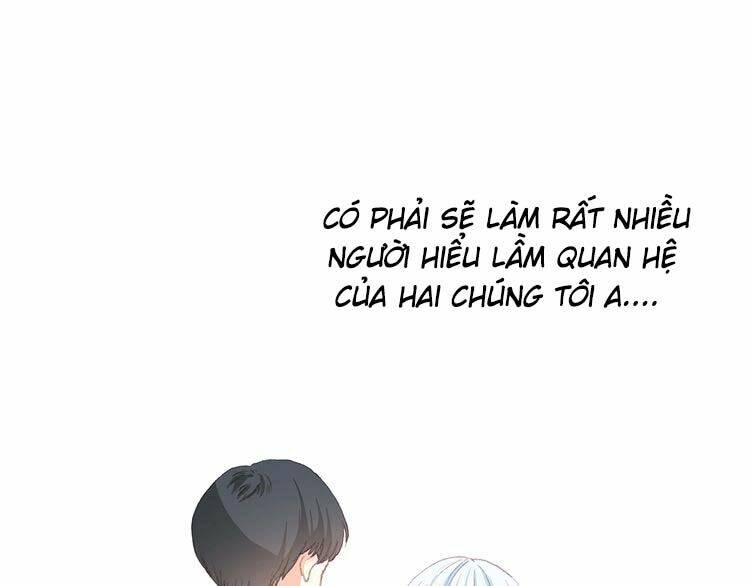 CÓ PHẢI SẼ LÀM RẤT NHIỀU
NGƯỜI HIỂU LẦM QUAN HỆ
CỦA HAI CHÚNG TÔI A....